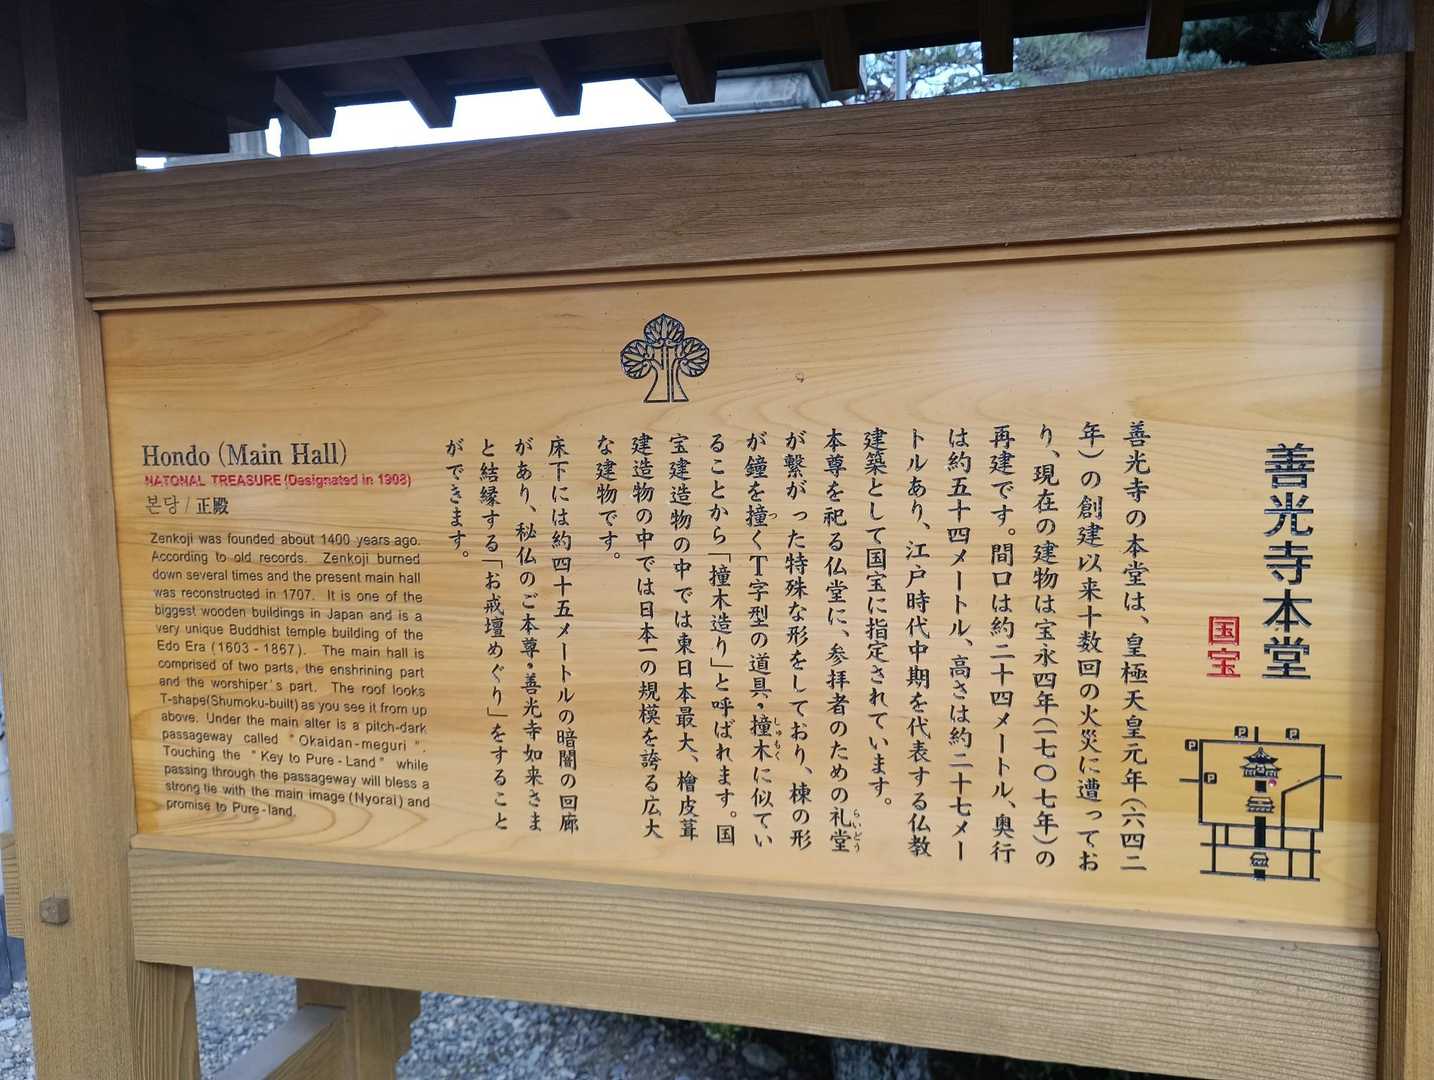 善光寺本堂
国宝
善光寺の本堂は、皇極天皇元年（六四二
年）の創建以来十数回の火災に遭ってお
り、現在の建物は宝永四年（一七〇七年）の
再建です。間口は約二十四メートル、奥行
は約五十四メートル、高さは約二十七メー
トルあり、江戸時代中期を代表する仏教
建築として国宝に指定されています。
本尊を祀る仏堂に、参拝者のための礼堂
らいどう
が繋がった特殊な形をしており、棟の形
が鐘を撞くT字型の道具・撞木に似てい
つ
しゅもく
ることから「撞木造り」と呼ばれます。国
宝建造物の中では東日本最大、檜皮葺
建造物の中では日本一の規模を誇る広大
な建物です。
床下には約四十五メートルの暗闇の回廊
があり、秘仏のご本尊・善光寺如来さま
と結縁する「お戒壇めぐり」をすること
ができます。
P
P
P
P
P
Hondo (Main Hall)
NATONAL TREASURE (Designated in 1908)
본당 / 正殿
Zenkoji was founded about 1400 years ago.
According to old records. Zenkoji burned
down several times and the present main hall
was reconstructed in 1707. It is one of the
biggest wooden buildings in Japan and is a
very unique Buddhist temple building of the
Edo Era (1603-1867). The main hall is
comprised of two parts, the enshrining part
and the worshiper's part. The roof looks
T-shape(Shumoku-built) as you see it from up
above. Under the main alter is a pitch-dark
passageway called "Okaidan-meguri".
Touching the "Key to Pure-Land" while
passing through the passageway will bless a
strong tie with the main image (Nyorai) and
promise to Pure-land.